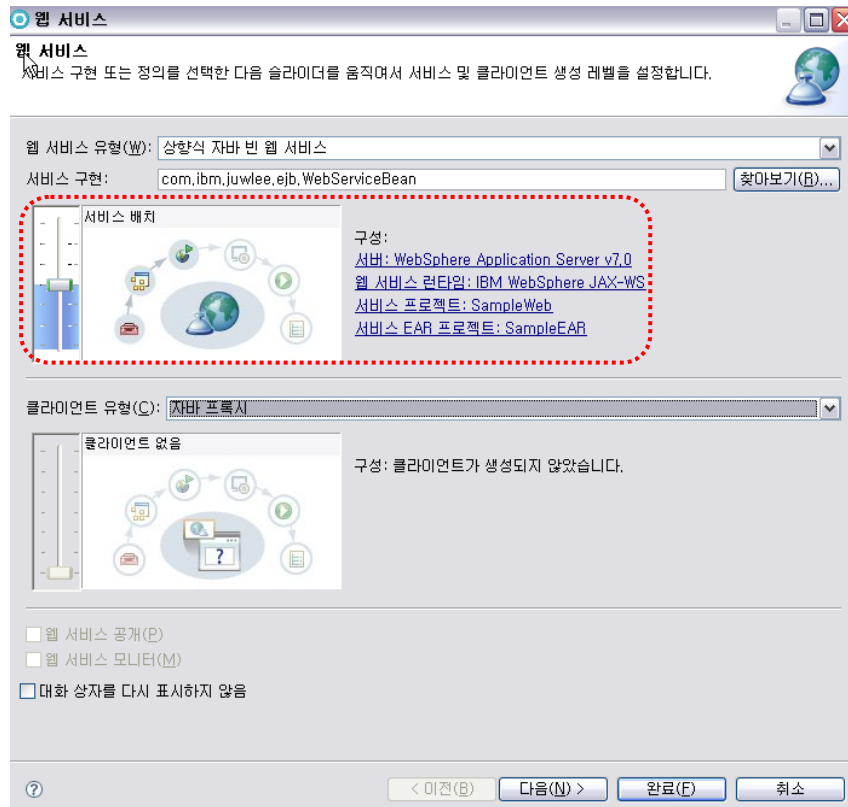 웹 서비스
웹 서비스
서비스 구현 또는 정의를 선택한 다음 슬라이더를 움직여서 서비스 및 클라이언트 생성 레벨을 설정합니다.
웹 서비스 유형(W): 상향식 자바 빈 웹 서비스
서비스 구현: com.ibm.juwlee.ejb.WebServiceBean 찾아보기(R)...
서비스 배치
구성:
서버: WebSphere Application Server v7.0
웹 서비스 런타임: IBM WebSphere JAX-WS
서비스 프로젝트: SampleWeb
서비스 EAR 프로젝트: SampleEAR
클라이언트 유형(C): 자바 프록시
클라이언트 없음
구성: 클라이언트가 생성되지 않았습니다.
웹 서비스 공개(P)
웹 서비스 모니터(M)
대화 상자를 다시 표시하지 않음
< 이전(B) 다음(N) > 완료(F) 취소